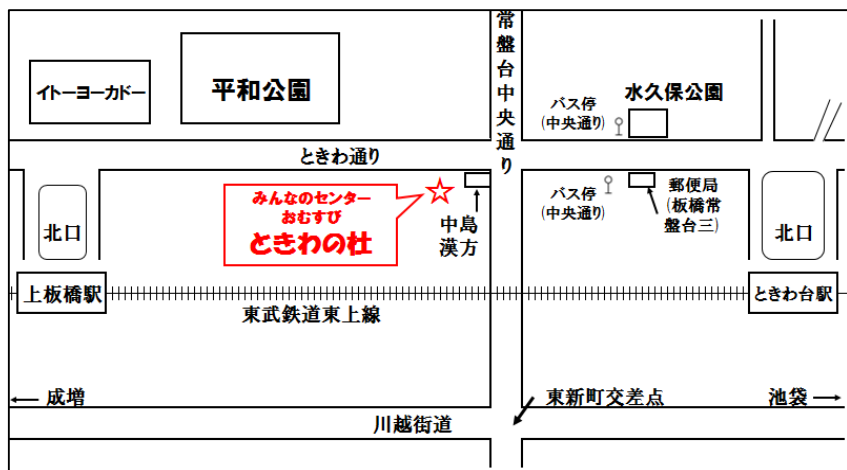 常盤台中央通り
イトーヨーカドー
平和公園
バス停
(中央通り)
水久保公園
ときわ通り
みんなのセンター
おむすび
ときわの杜
中島
漢方
バス停
(中央通り)
郵便局
(板橋常
盤台三)
北口
北口
上板橋駅
ときわ台駅
東武鉄道東上線
← 成増
東新町交差点
池袋 →
川越街道